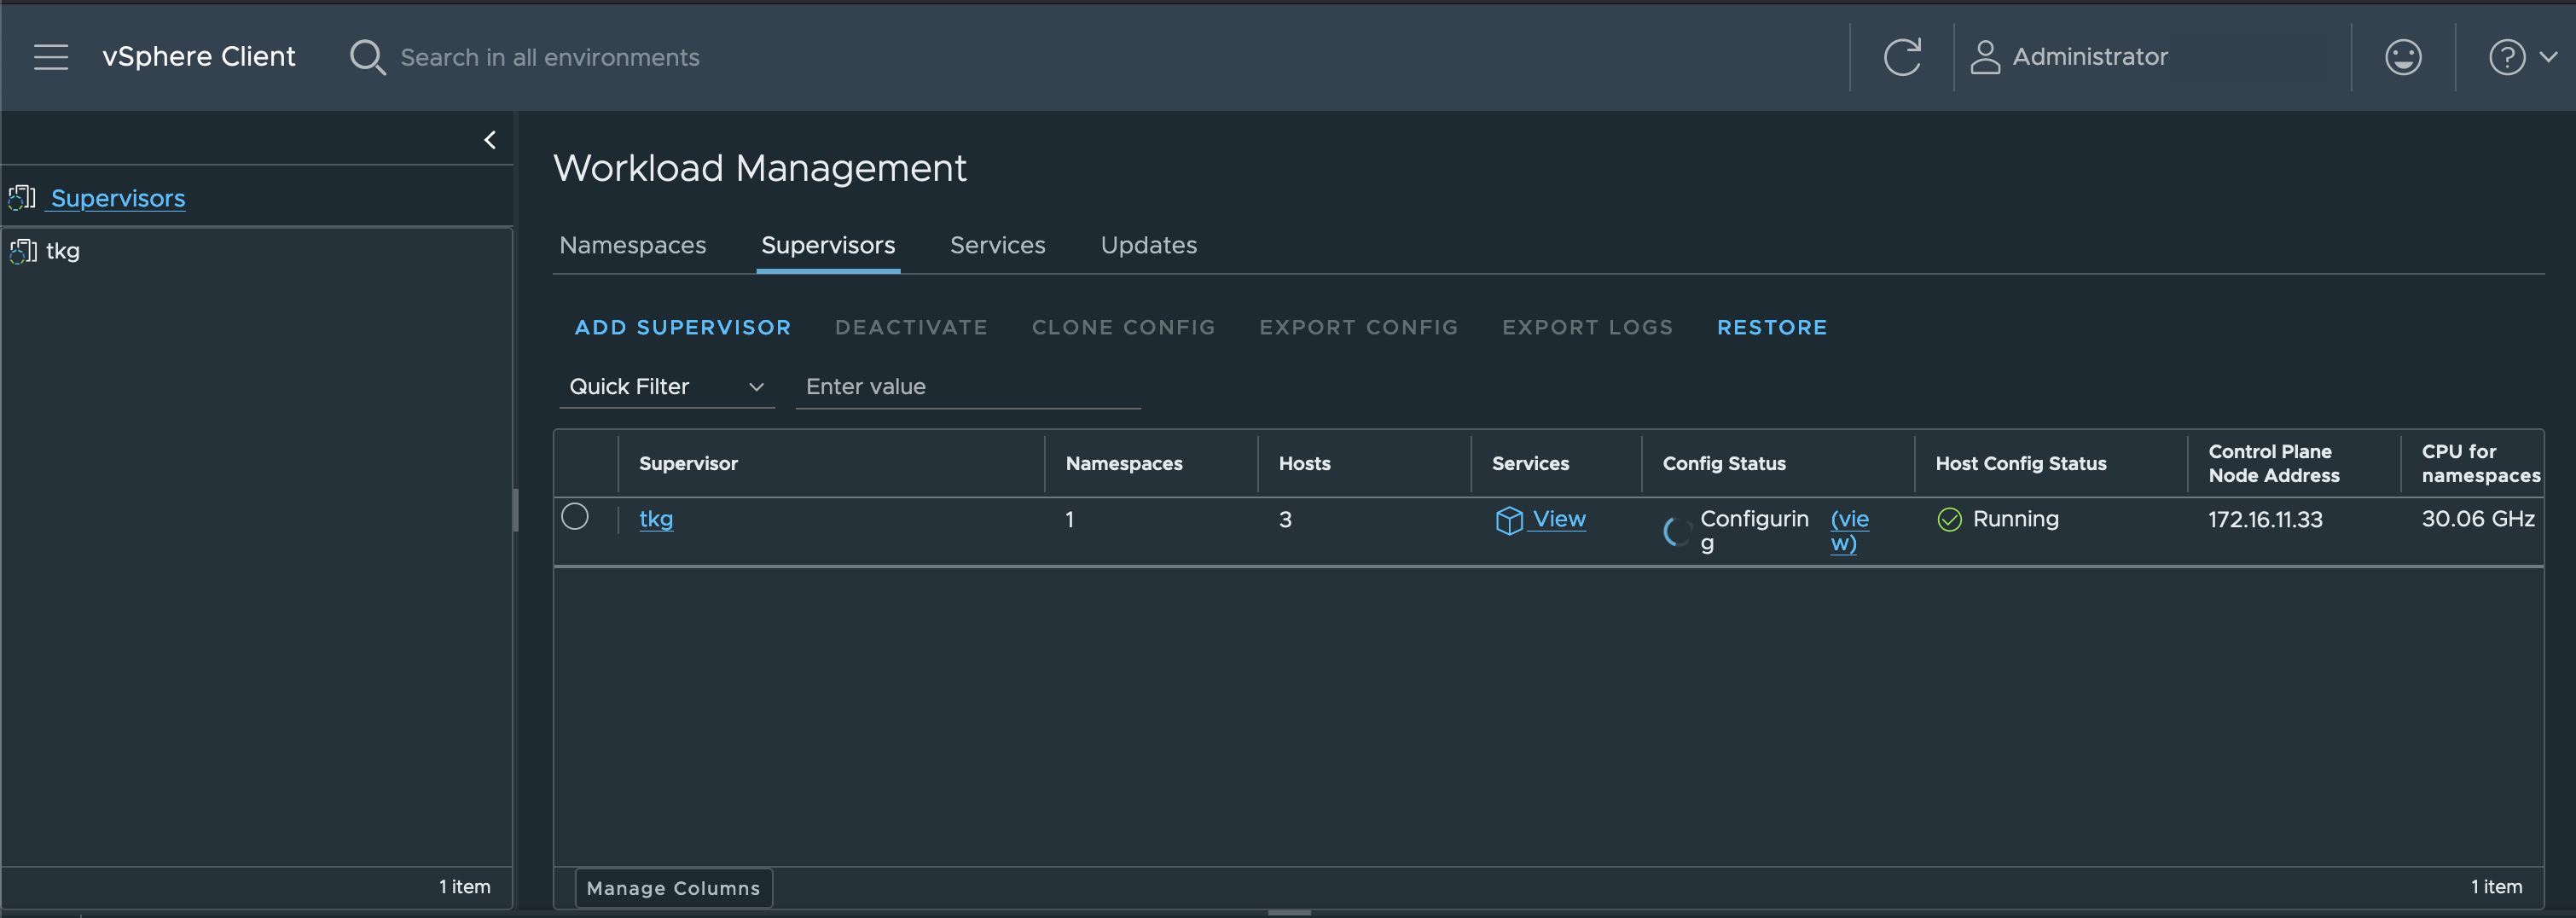 vSphere Client
Search in all environments
Administrator
Supervisors
tkg
1 item
Workload Management
Namespaces Supervisors Services Updates
ADD SUPERVISOR DEACTIVATE CLONE CONFIG EXPORT CONFIG EXPORT LOGS RESTORE
Quick Filter Enter value
Supervisor Namespaces Hosts Services Config Status Host Config Status Control Plane CPU for
Node Address namespaces
tkg 1 3 View Configurin (vie Running 172.16.11.33 30.06 GHz
g w)
Manage Columns 1 item